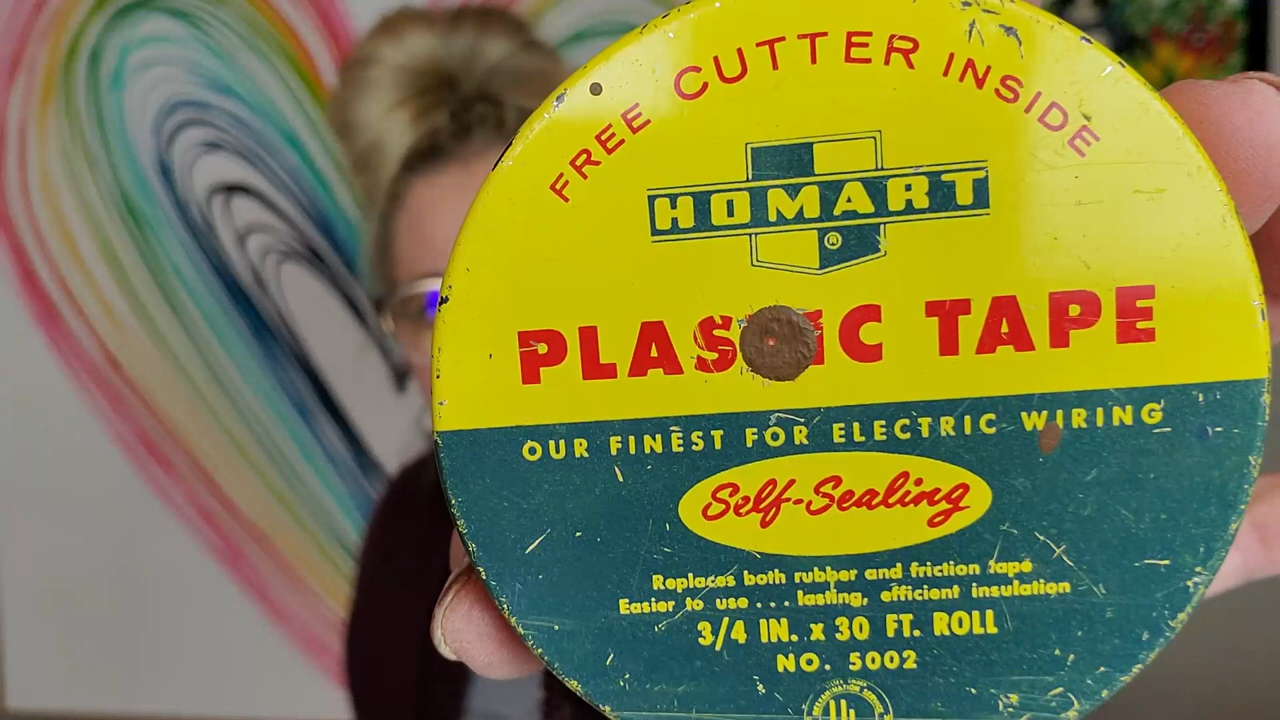 FREE CUTTER INSIDE
HOMART
®
PLASTIC TAPE
OUR FINEST FOR ELECTRIC WIRING
Self-Sealing
Replaces both rubber and friction tape
Easier to use... lasting, efficient insulation
3/4 IN. x 30 FT. ROLL
NO. 5002
UL